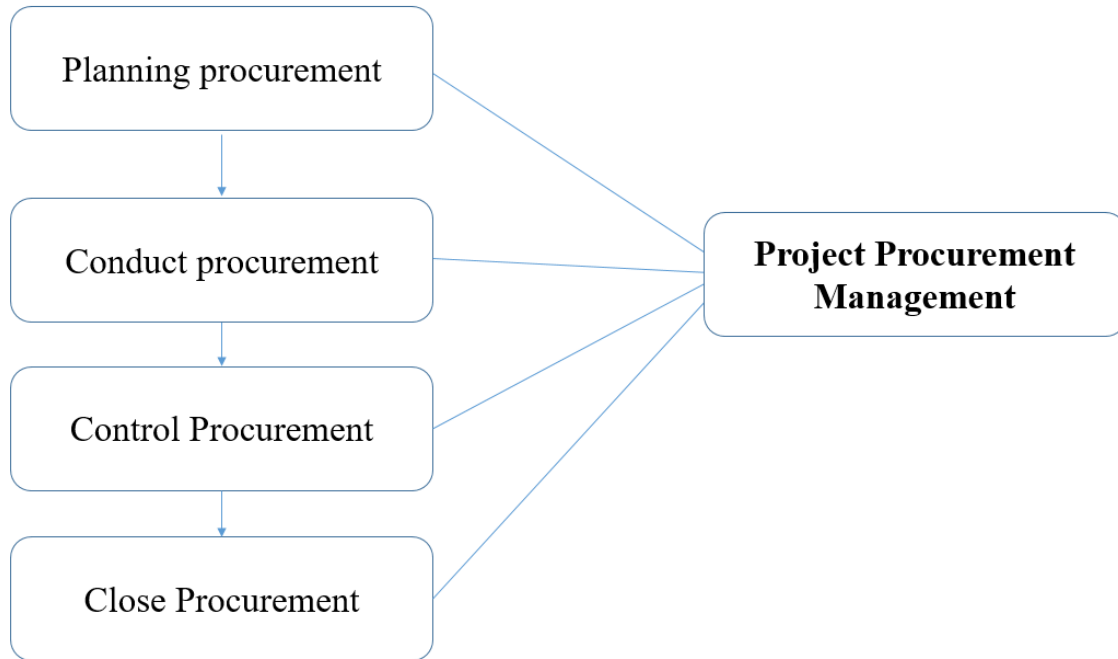 Planning procurement
Conduct procurement
Project Procurement
Management
Control Procurement
Close Procurement